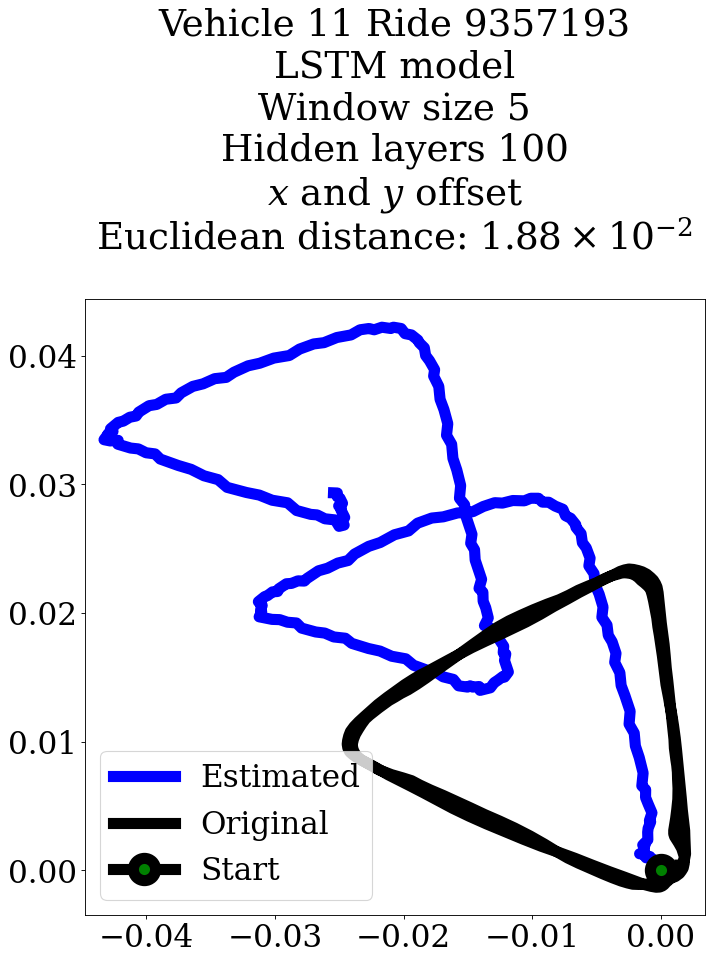 Vehicle 11 Ride 9357193
LSTM model
Window size 5
Hidden layers 100
x and y offset
Euclidean distance: 1.88 × 10⁻²
0.04
0.03
0.02
0.01
0.00
Estimated
Original
Start
−0.04 −0.03 −0.02 −0.01 0.00